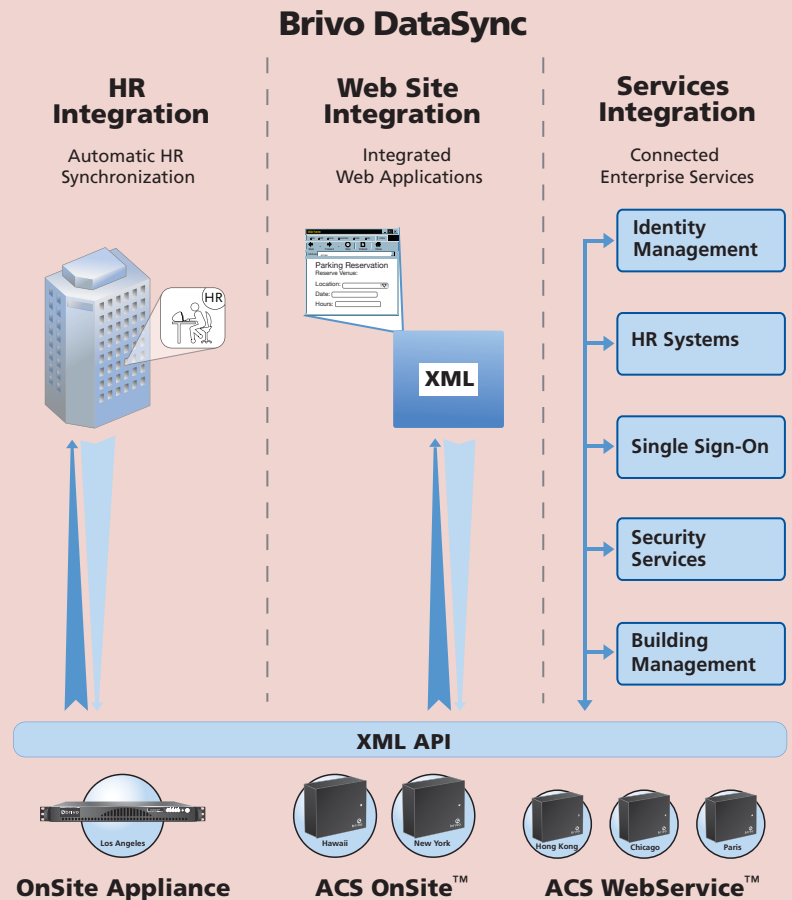 Brivo DataSync
HR
Integration
Automatic HR
Synchronization
HR
Web Site
Integration
Integrated
Web Applications
Parking Reservation
Reserve Venue:
Location:
Date:
Hours:
XML
Services
Integration
Connected
Enterprise Services
Identity
Management
HR Systems
Single Sign-On
Security
Services
Building
Management
XML API
brivo
Los Angeles
Hawaii
New York
Hong Kong
Chicago
Paris
OnSite Appliance
ACS OnSite™
ACS WebService™